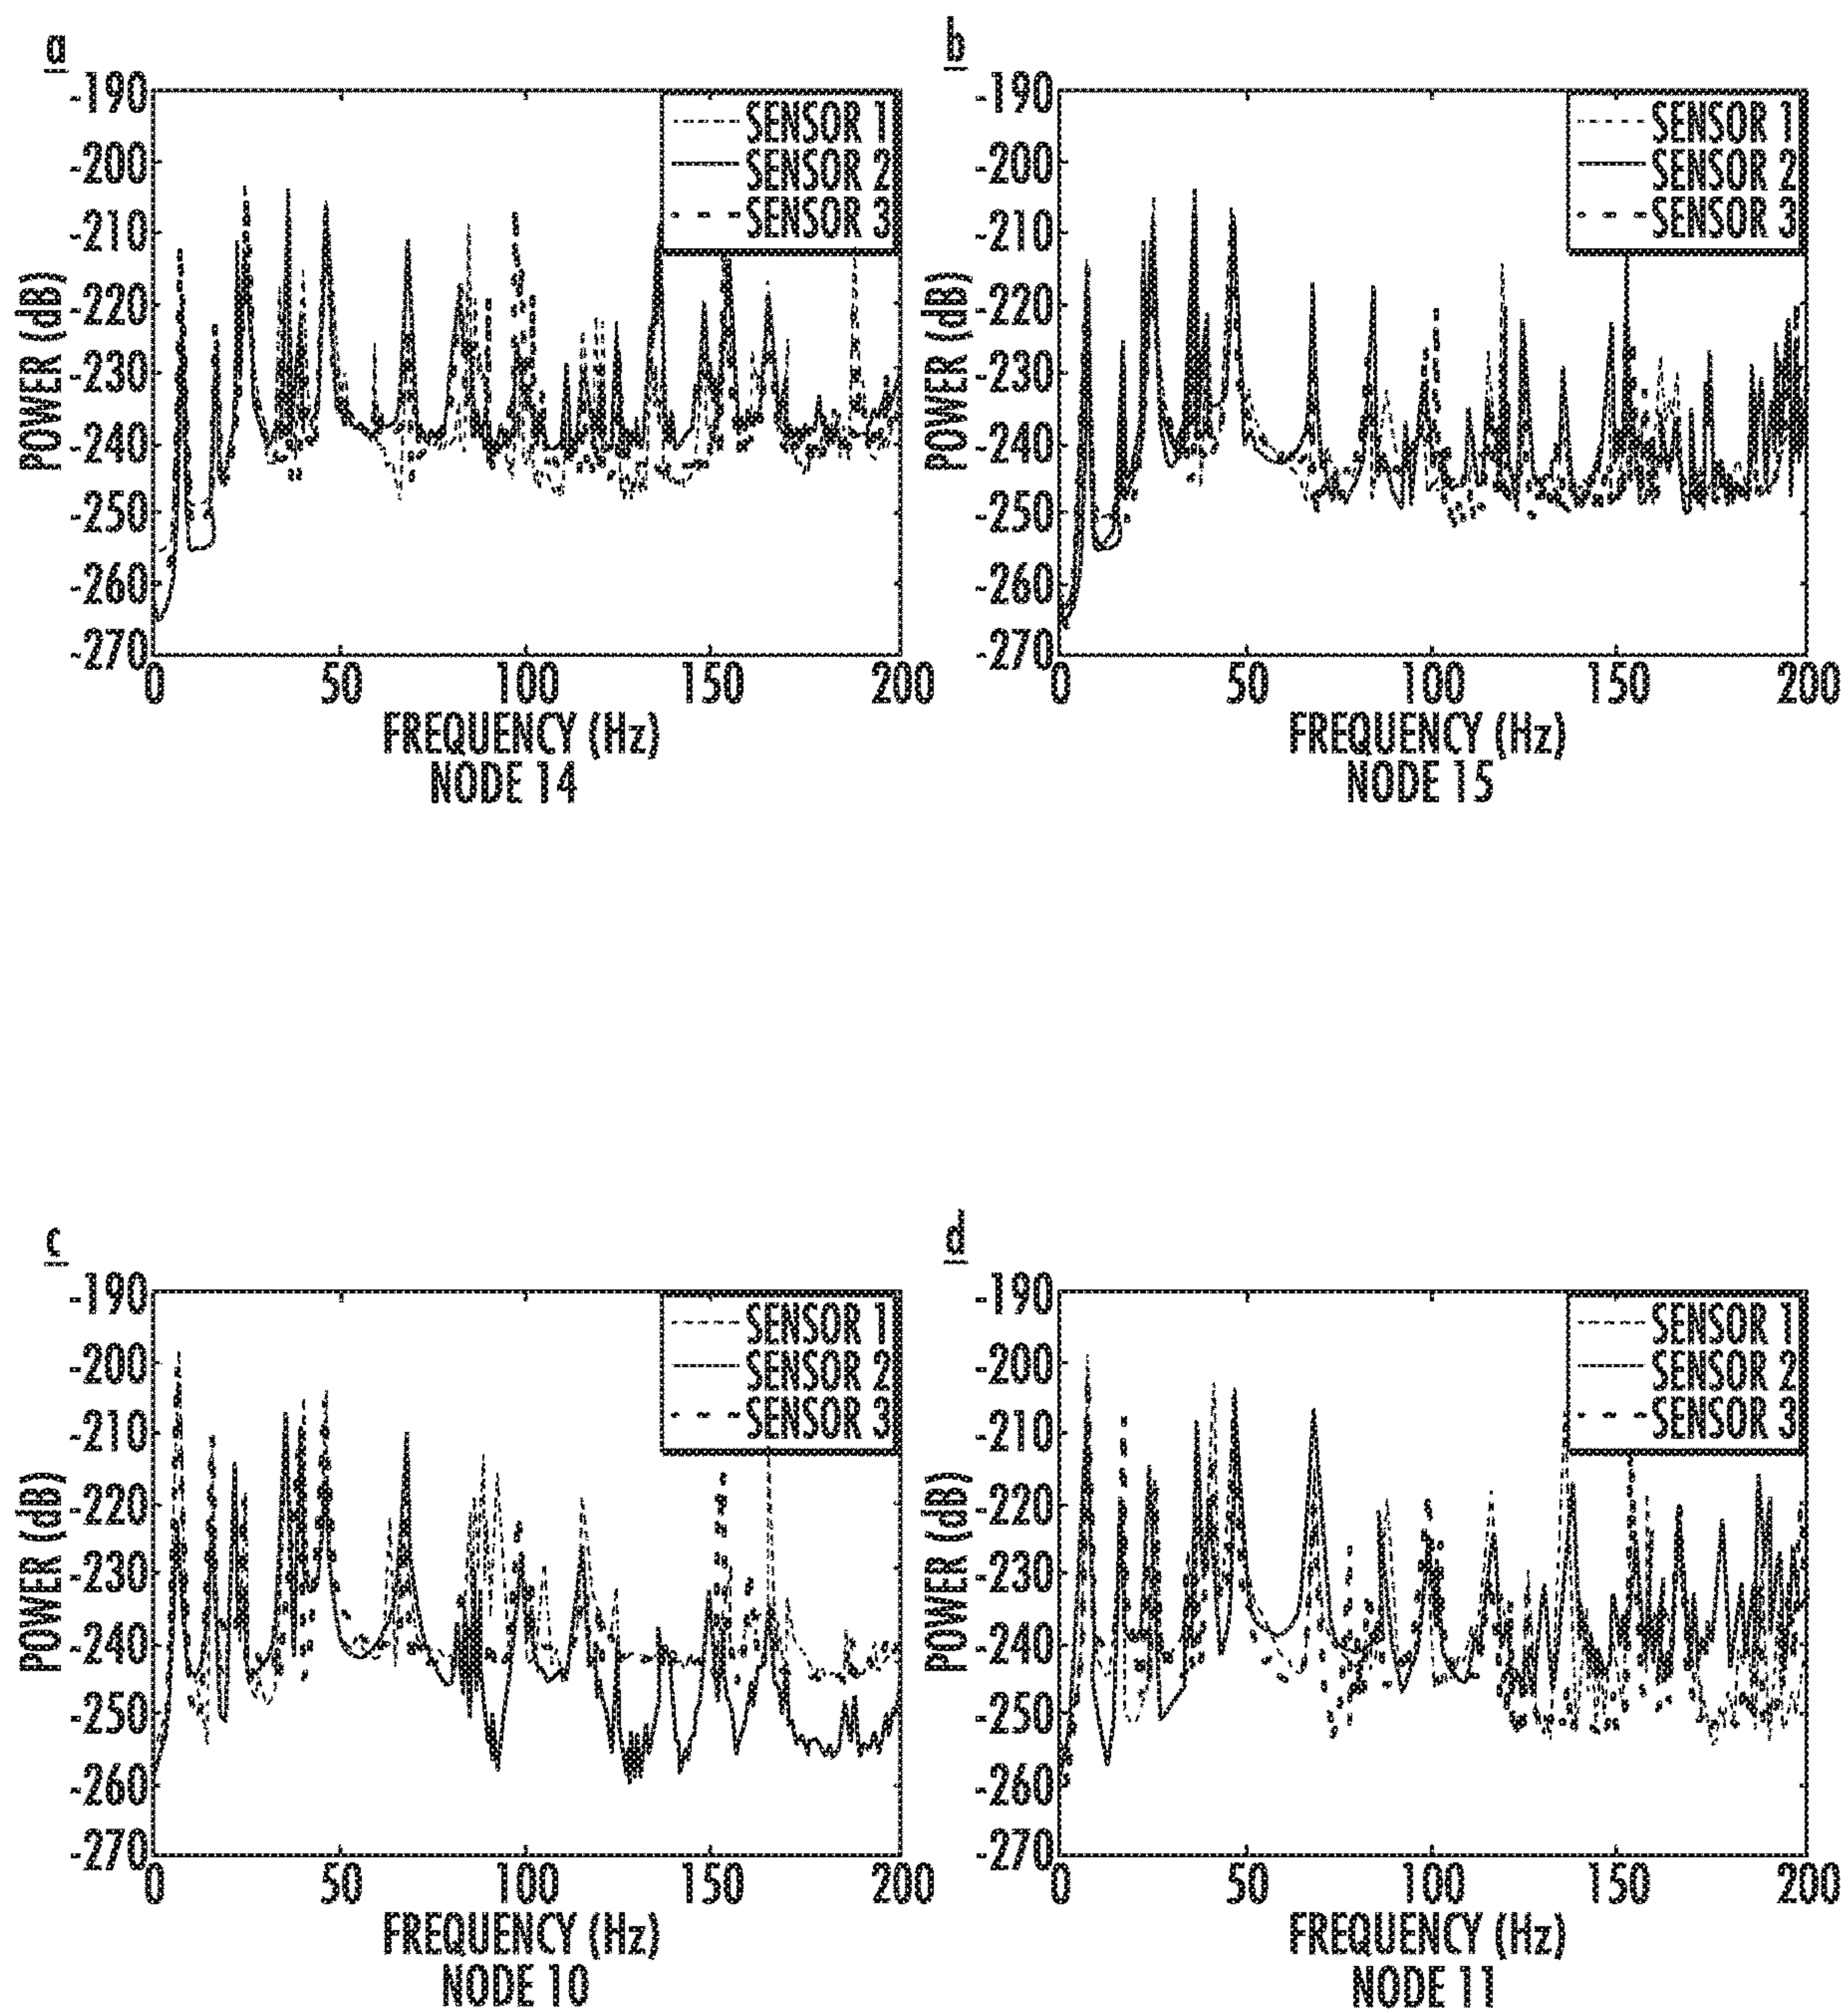 a
-190
-200
-210
-220
-230
-240
-250
-260
-270
POWER (dB)
SENSOR 1
SENSOR 2
SENSOR 3
0 50 100 150 200
FREQUENCY (Hz)
NODE 14
b
-190
-200
-210
-220
-230
-240
-250
-260
-270
POWER (dB)
SENSOR 1
SENSOR 2
SENSOR 3
0 50 100 150 200
FREQUENCY (Hz)
NODE 15
c
-190
-200
-210
-220
-230
-240
-250
-260
-270
POWER (dB)
SENSOR 1
SENSOR 2
SENSOR 3
0 50 100 150 200
FREQUENCY (Hz)
NODE 10
d
-190
-200
-210
-220
-230
-240
-250
-260
-270
POWER (dB)
SENSOR 1
SENSOR 2
SENSOR 3
0 50 100 150 200
FREQUENCY (Hz)
NODE 11